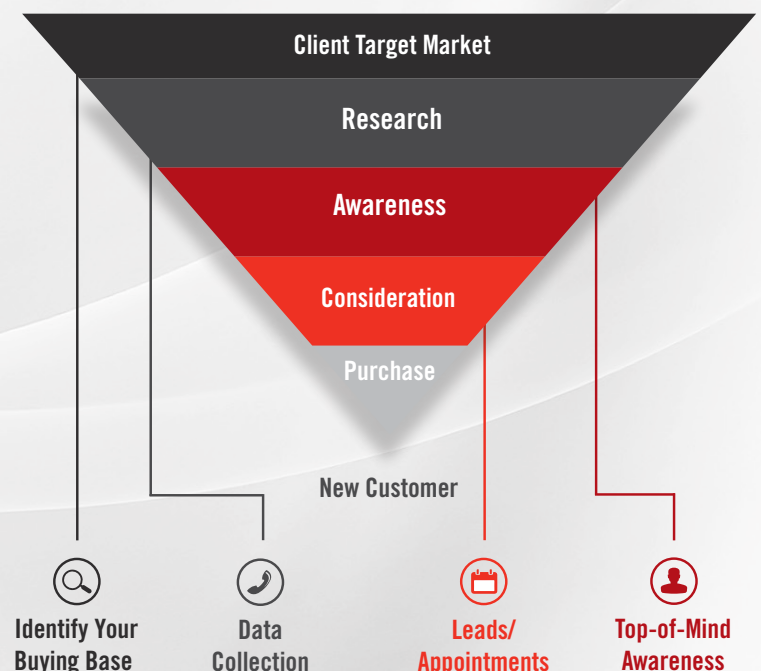 Client Target Market
Research
Awareness
Consideration
Purchase
New Customer
Identify Your
Buying Base
Data
Collection
Leads/
Appointments
Top-of-Mind
Awareness